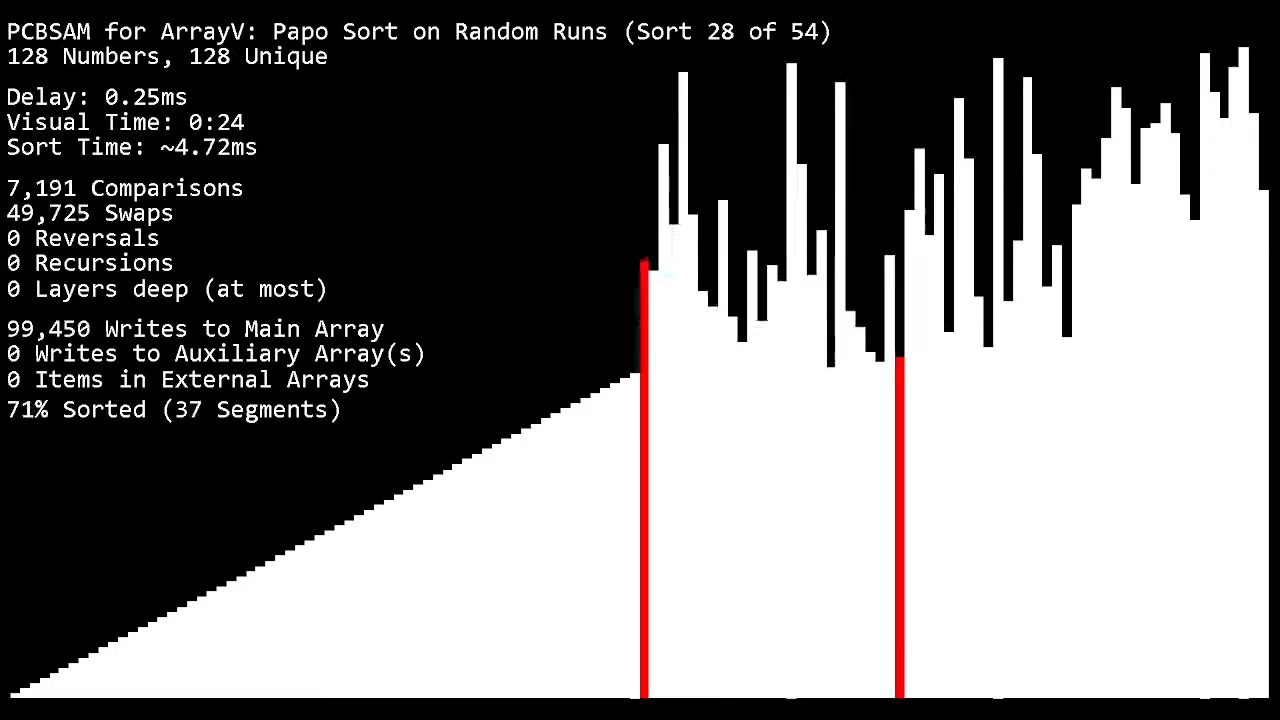 PCBSAM for ArrayV: Papo Sort on Random Runs (Sort 28 of 54)
128 Numbers, 128 Unique
Delay: 0.25ms
Visual Time: 0:24
Sort Time: ~4.72ms
7,191 Comparisons
49,725 Swaps
0 Reversals
0 Recursions
0 Layers deep (at most)
99,450 Writes to Main Array
0 Writes to Auxiliary Array(s)
0 Items in External Arrays
71% Sorted (37 Segments)